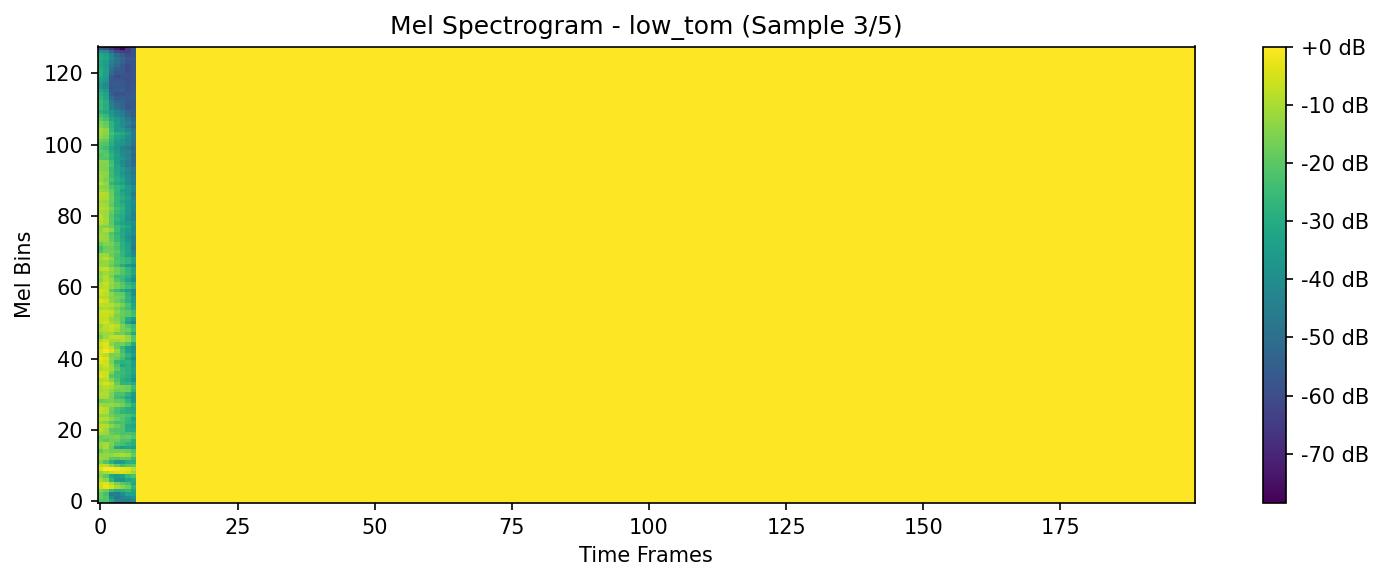 Mel Spectrogram - low_tom (Sample 3/5)
Mel Bins
120
100
80
60
40
20
0
0 25 50 75 100 125 150 175
Time Frames
+0 dB
-10 dB
-20 dB
-30 dB
-40 dB
-50 dB
-60 dB
-70 dB